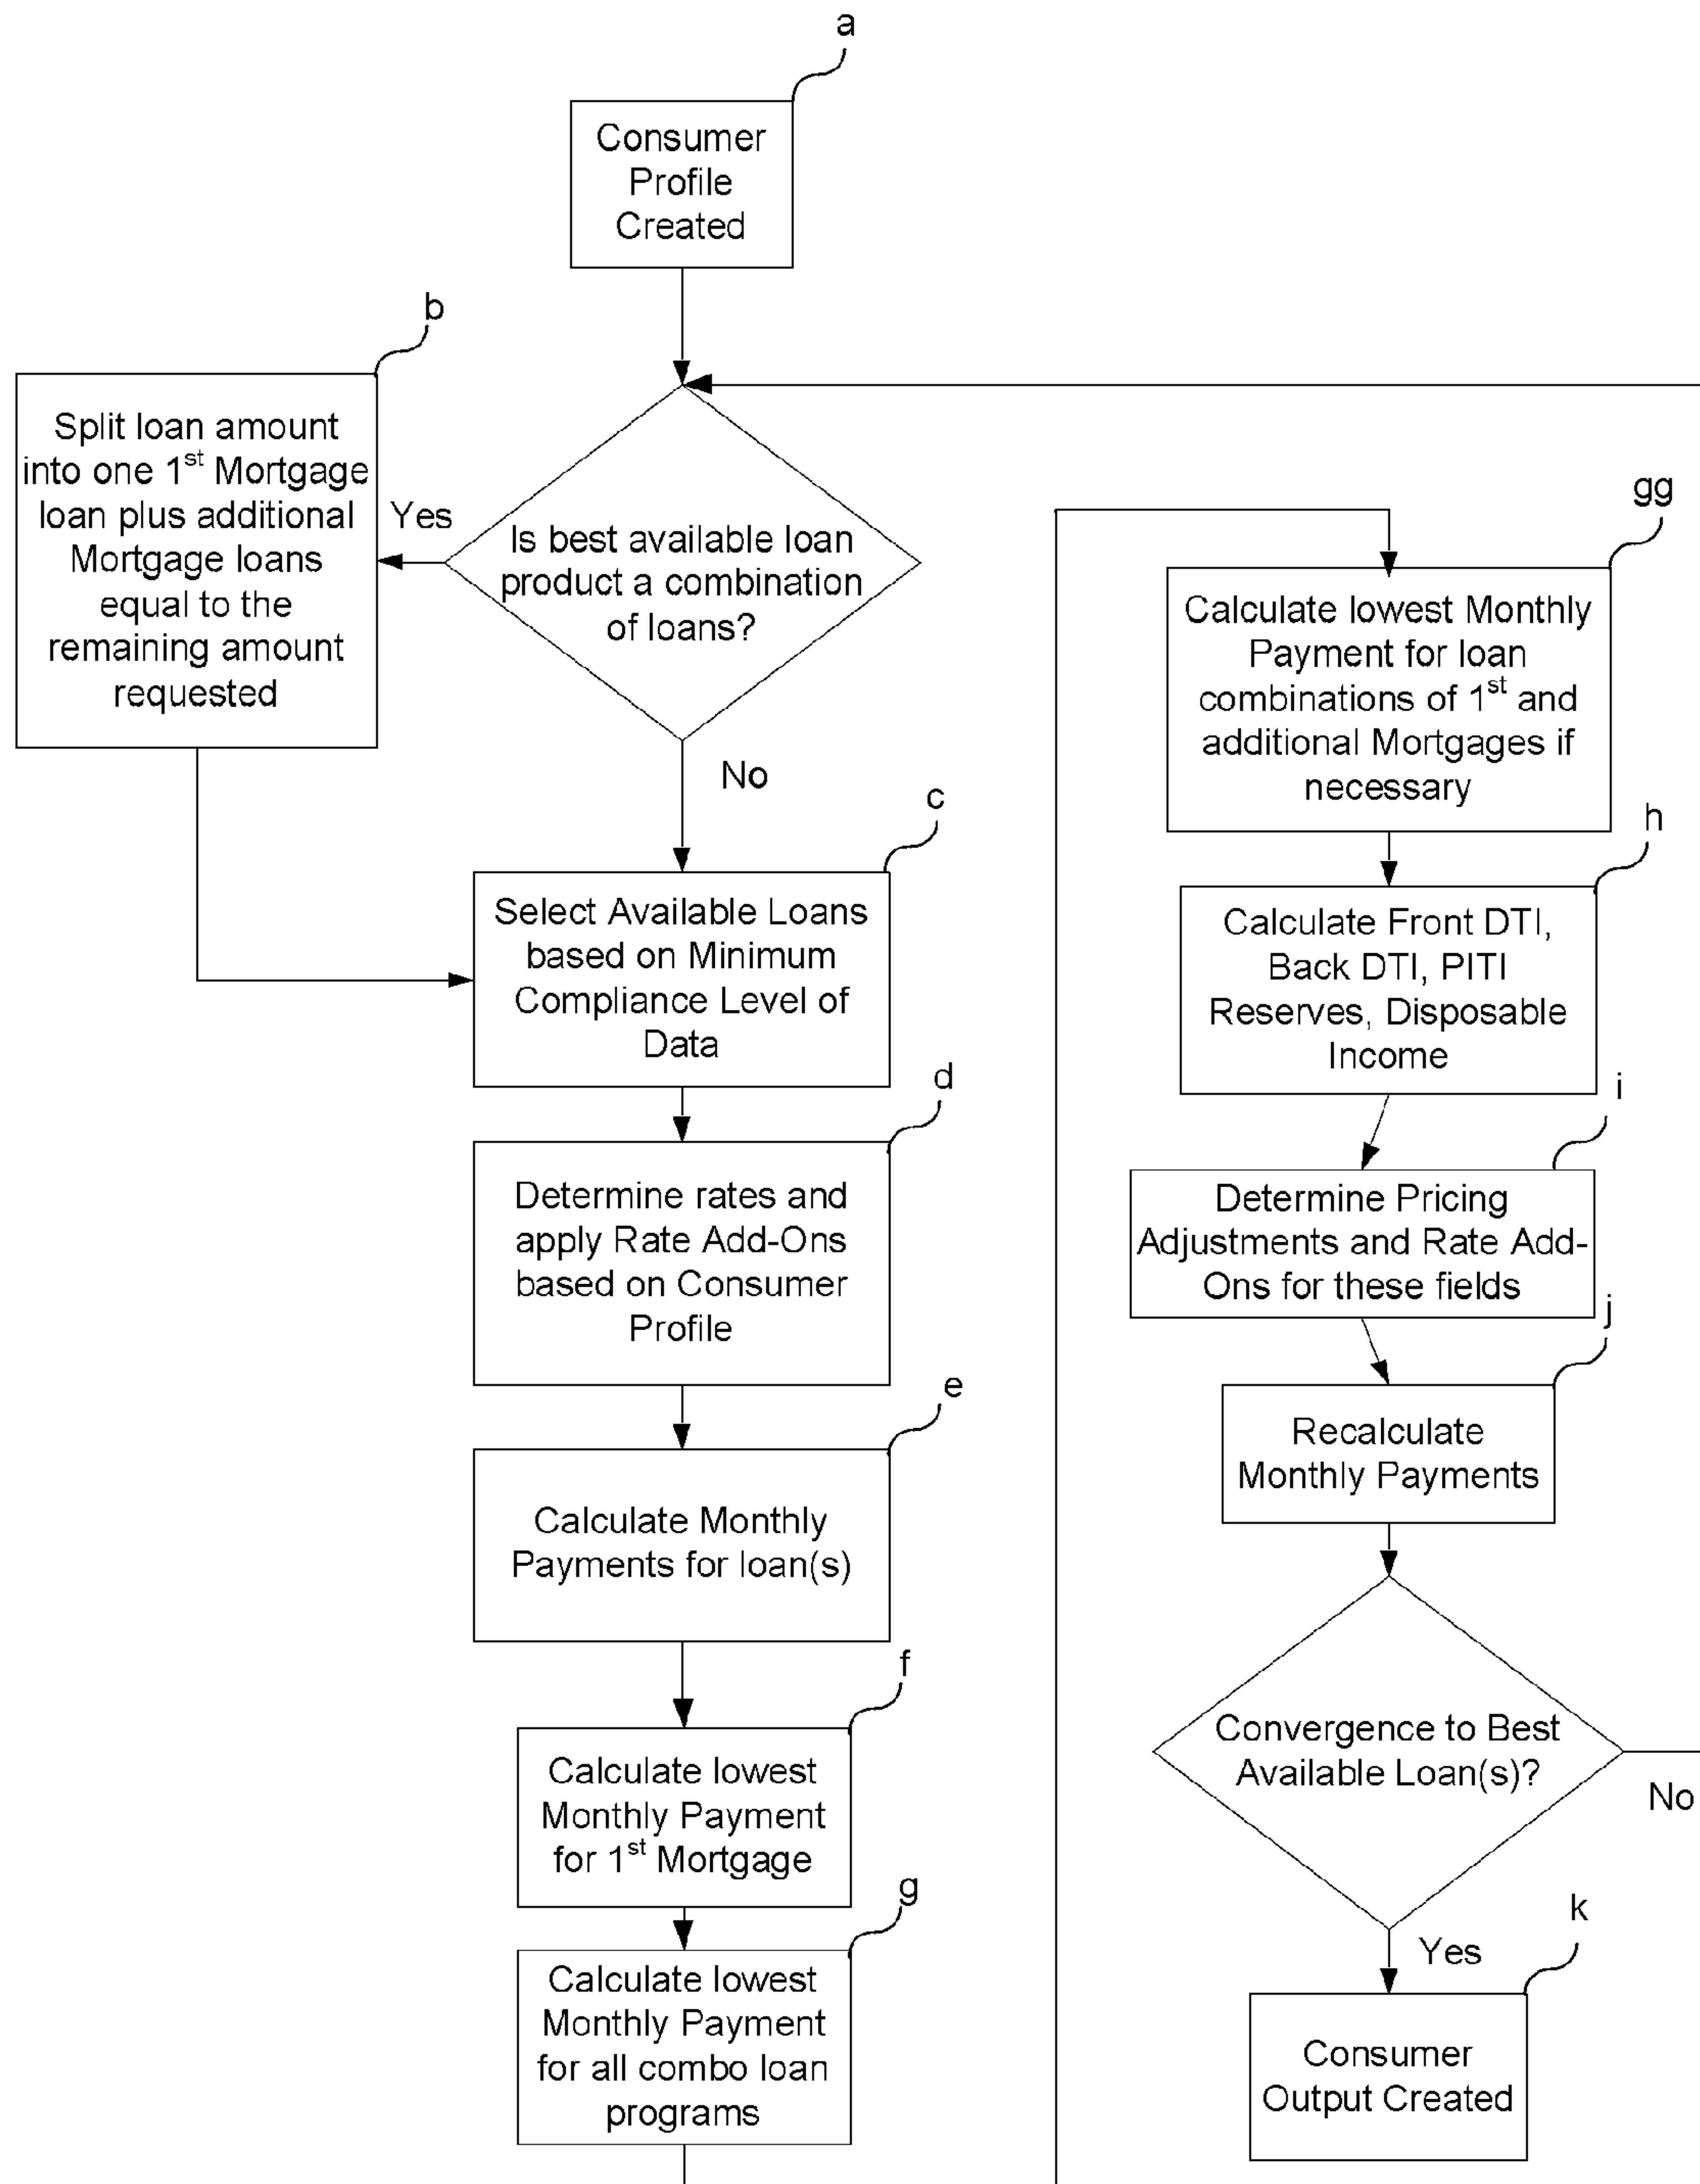 a
Consumer
Profile
Created
b
Split loan amount
into one 1st Mortgage
loan plus additional
Mortgage loans
equal to the
remaining amount
requested
Yes
Is best available loan
product a combination
of loans?
No
c
Select Available Loans
based on Minimum
Compliance Level of
Data
d
Determine rates and
apply Rate Add-Ons
based on Consumer
Profile
e
Calculate Monthly
Payments for loan(s)
f
Calculate lowest
Monthly Payment
for 1st Mortgage
g
Calculate lowest
Monthly Payment
for all combo loan
programs
gg
Calculate lowest Monthly
Payment for loan
combinations of 1st and
additional Mortgages if
necessary
h
Calculate Front DTI,
Back DTI, PITI
Reserves, Disposable
Income
i
Determine Pricing
Adjustments and Rate Add-
Ons for these fields
j
Recalculate
Monthly Payments
Convergence to Best
Available Loan(s)?
No
Yes
k
Consumer
Output Created